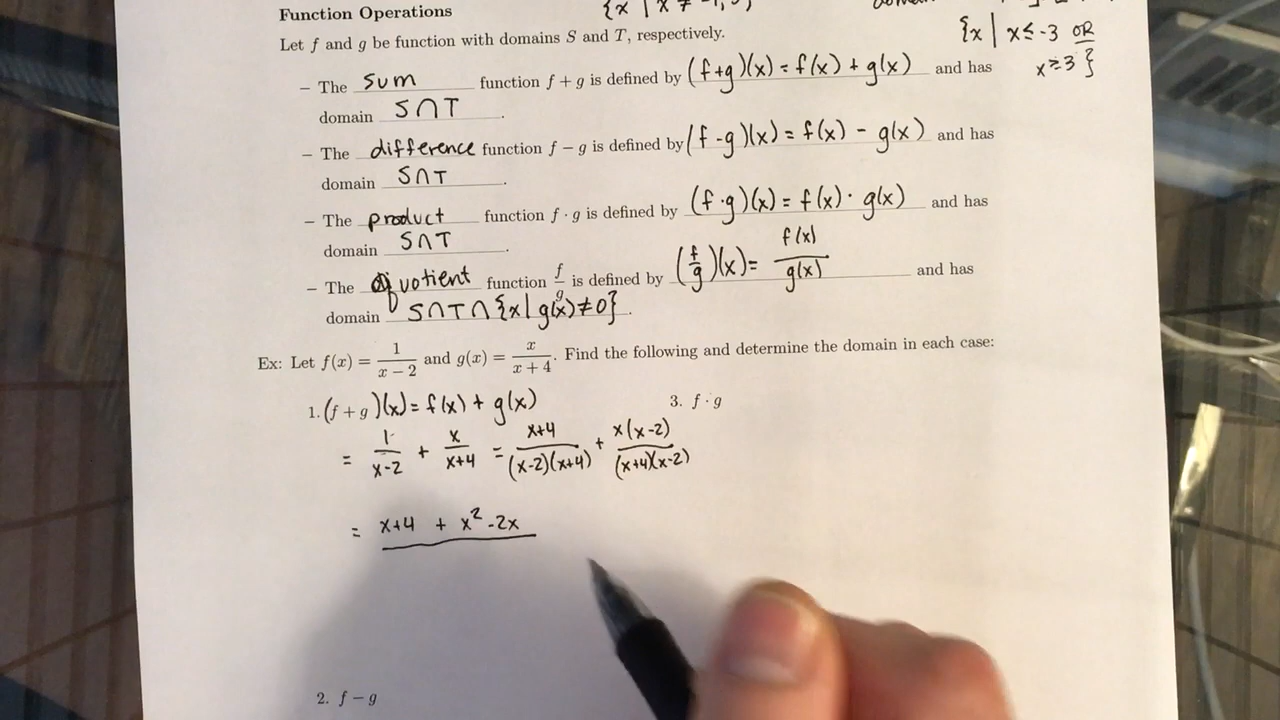 Function Operations
Let f and g be function with domains S and T, respectively.
{x | x ≤ -3 OR
x ≥ 3 }
– The sum function f + g is defined by (f+g)(x) = f(x) + g(x) and has
domain S∩T.
– The difference function f − g is defined by (f-g)(x) = f(x) - g(x) and has
domain S∩T.
– The product function f · g is defined by (f·g)(x) = f(x) · g(x) and has
domain S∩T.
– The quotient function f/g is defined by (f/g)(x) = f(x)/g(x) and has
domain S∩T∩{x | g(x) ≠ 0}.
Ex: Let f(x) = 1/(x − 2) and g(x) = x/(x + 4). Find the following and determine the domain in each case:
1. (f + g)(x) = f(x) + g(x)
3. f · g
= 1/(x-2) + x/(x+4) = (x+4)/((x-2)(x+4)) + x(x-2)/((x+4)(x-2))
= x+4 + x² - 2x
2. f − g